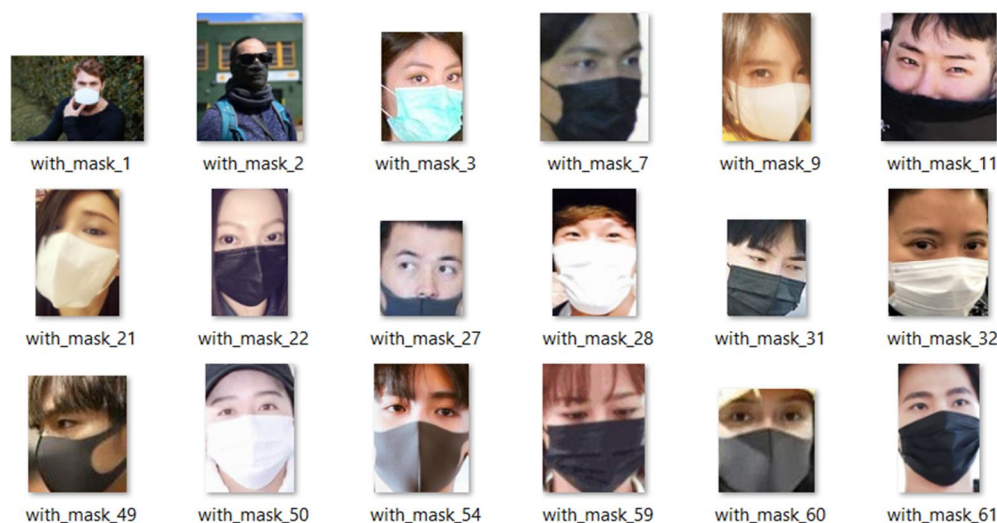 with_mask_1
with_mask_2
with_mask_3
with_mask_7
with_mask_9
with_mask_11
with_mask_21
with_mask_22
with_mask_27
with_mask_28
with_mask_31
with_mask_32
with_mask_49
with_mask_50
with_mask_54
with_mask_59
with_mask_60
with_mask_61